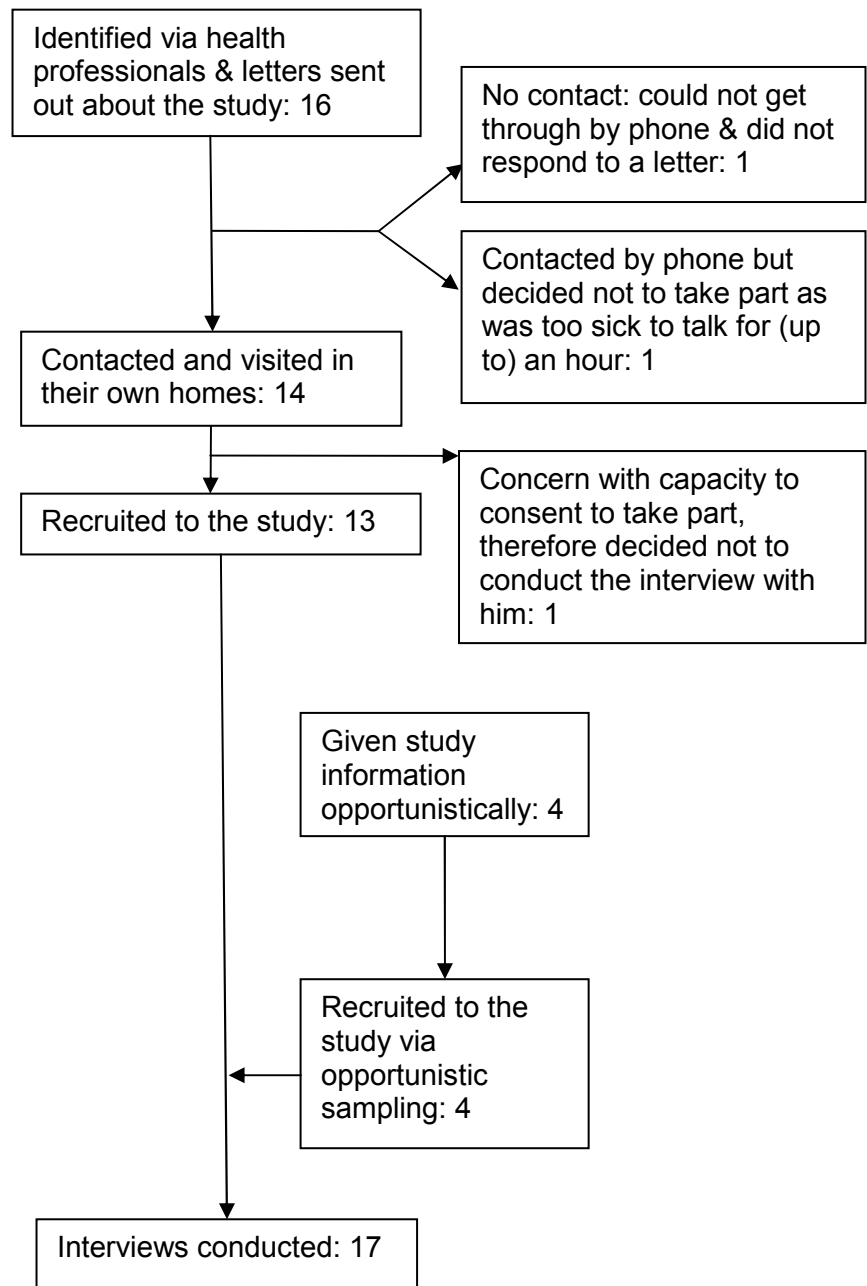 Identified via health
professionals & letters sent
out about the study: 16
No contact: could not get
through by phone & did not
respond to a letter: 1
Contacted by phone but
decided not to take part as
was too sick to talk for (up
to) an hour: 1
Contacted and visited in
their own homes: 14
Concern with capacity to
consent to take part,
therefore decided not to
conduct the interview with
him: 1
Recruited to the study: 13
Given study
information
opportunistically: 4
Recruited to the
study via
opportunistic
sampling: 4
Interviews conducted: 17